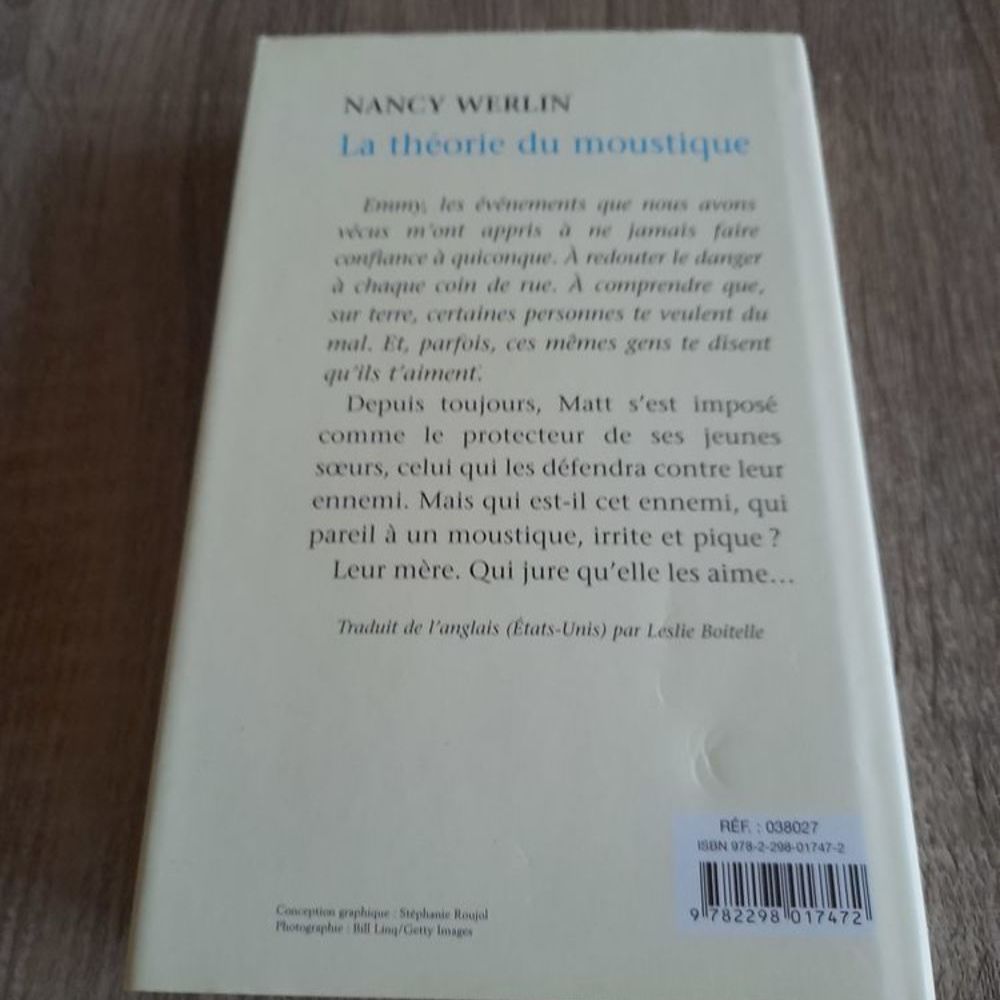 NANCY WERLIN
La théorie du moustique
Emmy, les événements que nous avons
vécus m'ont appris à ne jamais faire
confiance à quiconque. À redouter le danger
à chaque coin de rue. À comprendre que,
sur terre, certaines personnes te veulent du
mal. Et, parfois, ces mêmes gens te disent
qu'ils t'aiment.
Depuis toujours, Matt s'est imposé
comme le protecteur de ses jeunes
sœurs, celui qui les défendra contre leur
ennemi. Mais qui est-il cet ennemi, qui
pareil à un moustique, irrite et pique ?
Leur mère. Qui jure qu'elle les aime...
Traduit de l'anglais (États-Unis) par Leslie Boitelle
RÉF. : 038027
ISBN 978-2-298-01747-2
9 782298 017472
Conception graphique : Stéphanie Roujol
Photographie : Bill Linq/Getty Images